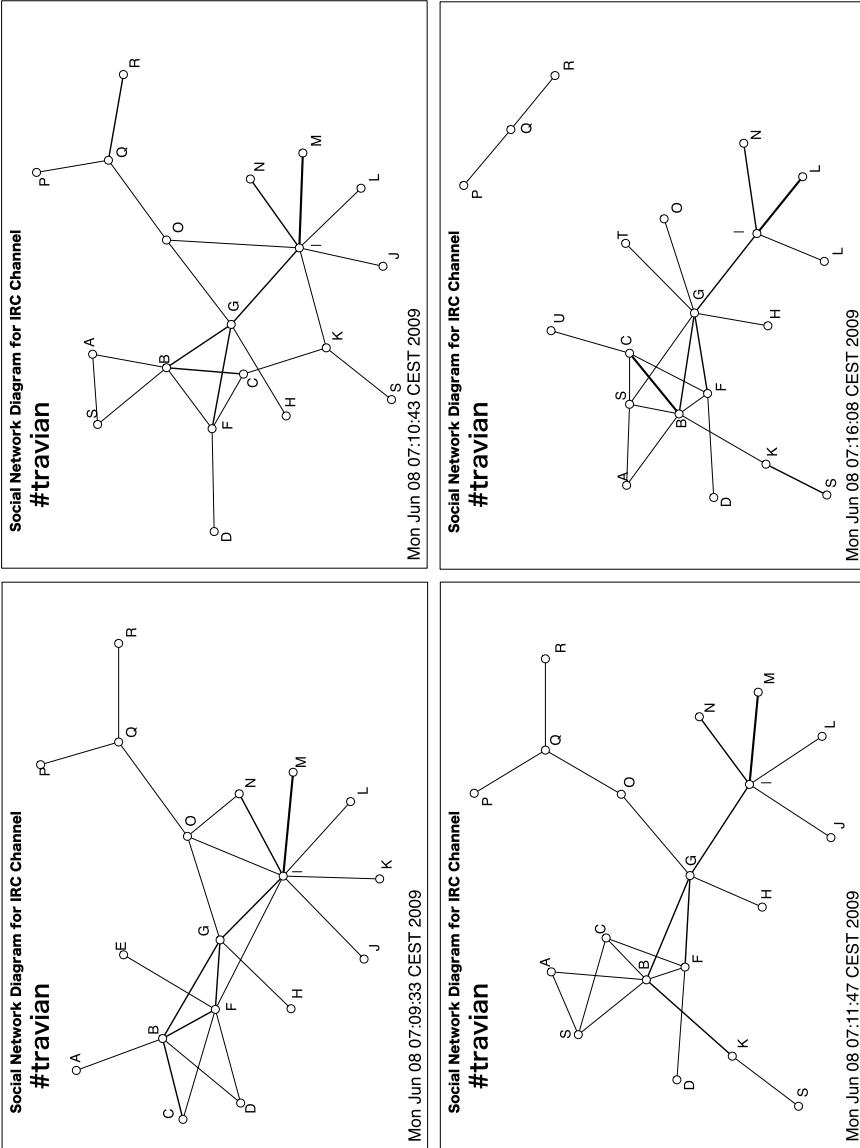 Social Network Diagram for IRC Channel
#travian
P
A
E
Q
R
B
C
O
G
F
D
N
H
I
M
L
J
K
Mon Jun 08 07:09:33 CEST 2009
Social Network Diagram for IRC Channel
#travian
P
A
S
Q
R
B
O
D
F
G
C
N
H
I
M
K
L
J
S
Mon Jun 08 07:10:43 CEST 2009
Social Network Diagram for IRC Channel
#travian
P
A
Q
R
S
C
O
B
D
G
F
N
K
H
I
M
S
L
J
Mon Jun 08 07:11:47 CEST 2009
Social Network Diagram for IRC Channel
#travian
P
Q
U
R
S
A
T
C
O
B
G
F
D
I
N
K
H
L
S
L
Mon Jun 08 07:16:08 CEST 2009